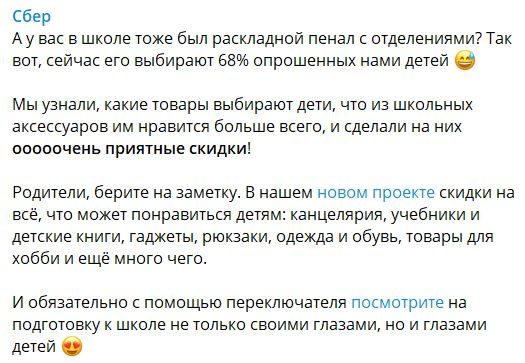 Сбер
А у вас в школе тоже был раскладной пенал с отделениями? Так
вот, сейчас его выбирают 68% опрошенных нами детей 😅
Мы узнали, какие товары выбирают дети, что из школьных
аксессуаров им нравится больше всего, и сделали на них
ооооочень приятные скидки!
Родители, берите на заметку. В нашем новом проекте скидки на
всё, что может понравиться детям: канцелярия, учебники и
детские книги, гаджеты, рюкзаки, одежда и обувь, товары для
хобби и ещё много чего.
И обязательно с помощью переключателя посмотрите на
подготовку к школе не только своими глазами, но и глазами
детей 😍